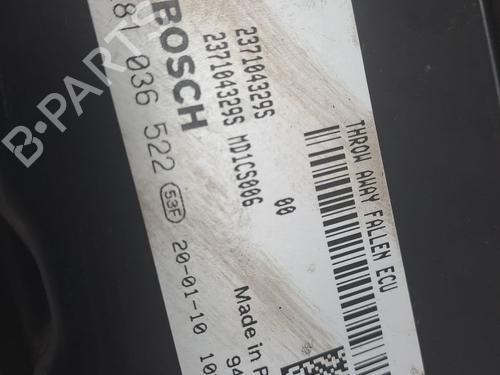 THROW AWAY FALLEN ECU
237104329S
237104329S MD1CS006
00
BOSCH
81 036 522 53F 20-01-10
Made in
94
B-PARTS